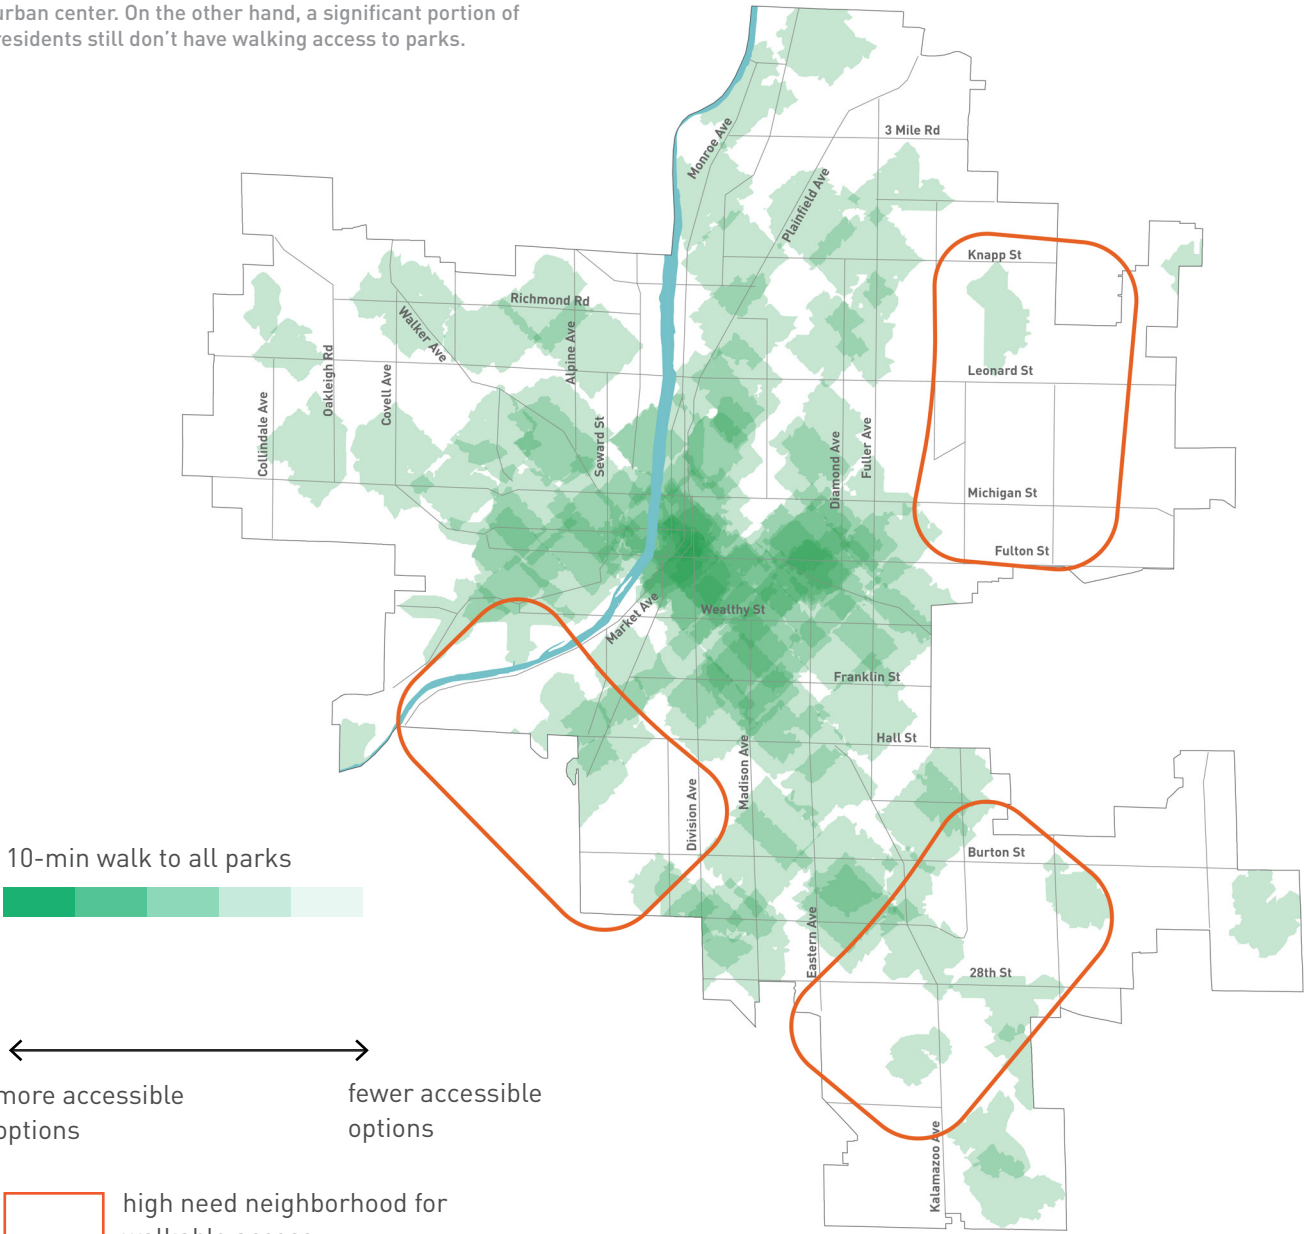 urban center. On the other hand, a significant portion of
residents still don't have walking access to parks.
3 Mile Rd
Monroe Ave
Plainfield Ave
Knapp St
Richmond Rd
Walker Ave
Alpine Ave
Oakleigh Rd
Covell Ave
Leonard St
Collindale Ave
Seward St
Diamond Ave
Fuller Ave
Michigan St
Fulton St
Market Ave
Wealthy St
Franklin St
Hall St
Madison Ave
Division Ave
Burton St
Eastern Ave
28th St
Kalamazoo Ave
10-min walk to all parks
more accessible
options
fewer accessible
options
high need neighborhood for
walkable access